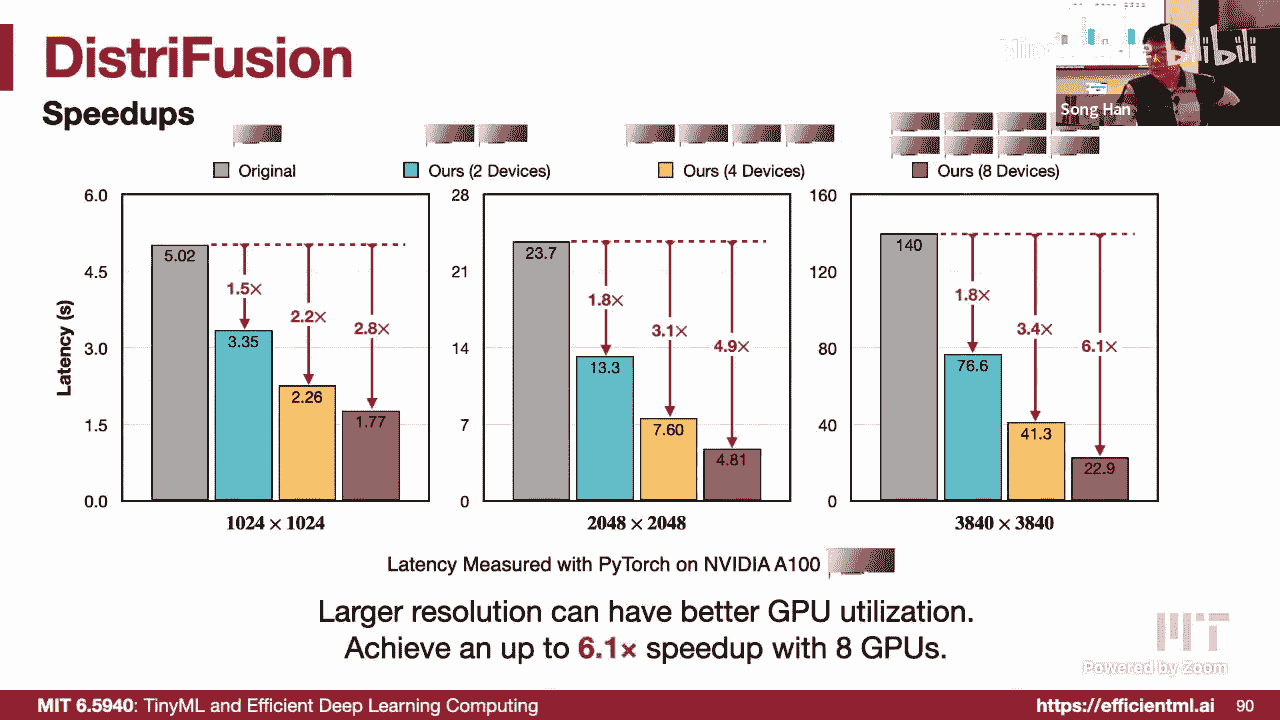 DistriFusion
Speedups
bilibili
Song Han
Original
Ours (2 Devices)
Ours (4 Devices)
Ours (8 Devices)
Latency (s)
6.0
4.5
3.0
1.5
0.0
5.02
1.5×
3.35
2.2×
2.26
2.8×
1.77
1024 × 1024
28
21
14
7
0
23.7
1.8×
13.3
3.1×
7.60
4.9×
4.81
2048 × 2048
160
120
80
40
0
140
1.8×
76.6
3.4×
41.3
6.1×
22.9
3840 × 3840
Latency Measured with PyTorch on NVIDIA A100
Larger resolution can have better GPU utilization.
Achieve an up to 6.1× speedup with 8 GPUs.
MIT
Powered by Zoom
MIT 6.5940: TinyML and Efficient Deep Learning Computing
https://efficientml.ai
90